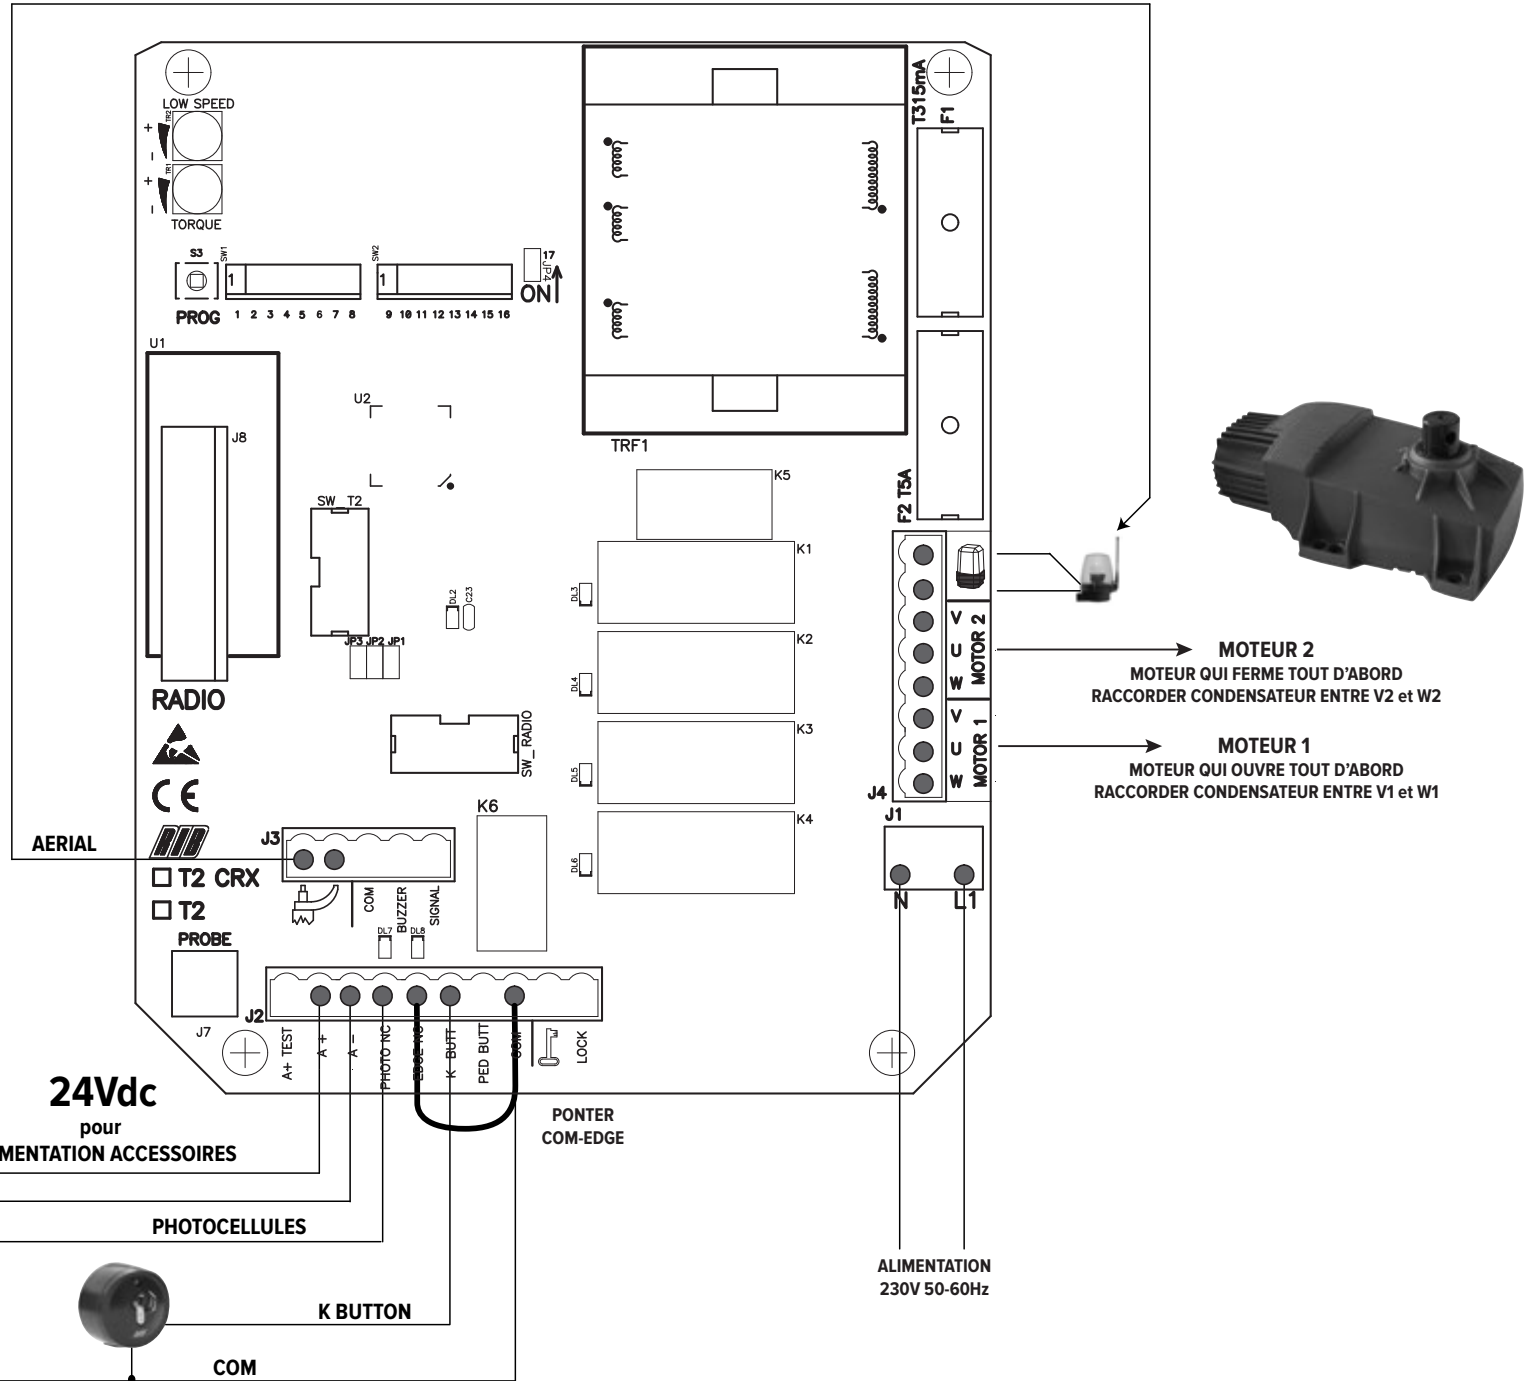 LOW SPEED
TR2
+
-
TR1
+
-
TORQUE
S3
SW1
SW2
1
1
17
JP4
ON
PROG
1 2 3 4 5 6 7 8
9 10 11 12 13 14 15 16
T315mA
F1
U1
U2
J8
TRF1
K5
F2 T5A
SW T2
K1
DL3
DL2
C23
JP3 JP2 JP1
K2
DL4
V
U
W
MOTOR 2
MOTEUR 2
MOTEUR QUI FERME TOUT D'ABORD
RACCORDER CONDENSATEUR ENTRE V2 et W2
RADIO
SW_RADIO
K3
DL5
V
U
W
MOTOR 1
MOTEUR 1
MOTEUR QUI OUVRE TOUT D'ABORD
RACCORDER CONDENSATEUR ENTRE V1 et W1
J4
CE
K6
K4
DL6
J1
N
L1
AERIAL
RIB
J3
T2 CRX
T2
COM
BUZZER
SIGNAL
DL7
DL8
PROBE
J7
J2
A+ TEST
A +
A -
PHOTO NC
EDGE NC
K BUTT
PED BUTT
COM
LOCK
24Vdc
pour
MENTATION ACCESSOIRES
PONTER
COM-EDGE
PHOTOCELLULES
ALIMENTATION
230V 50-60Hz
K BUTTON
COM